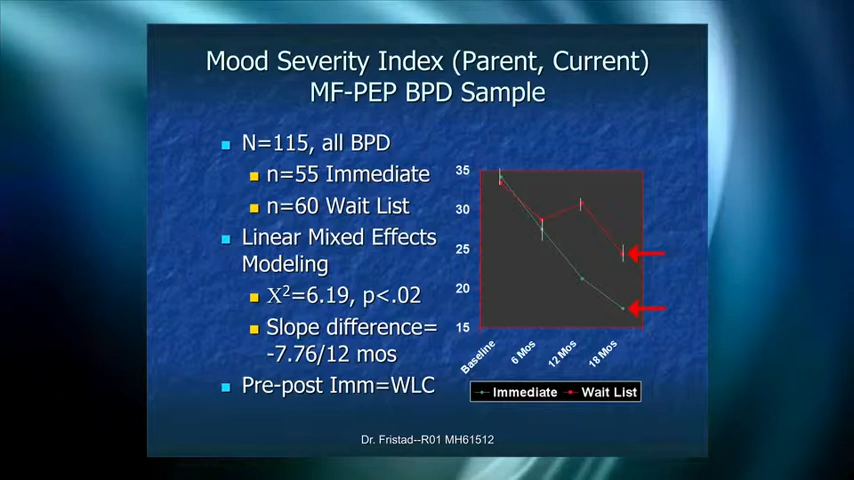 Mood Severity Index (Parent, Current)
MF-PEP BPD Sample
N=115, all BPD
n=55 Immediate
n=60 Wait List
Linear Mixed Effects
Modeling
X²=6.19, p<.02
Slope difference=
-7.76/12 mos
Pre-post Imm=WLC
35
30
25
20
15
Baseline
6 Mos
12 Mos
18 Mos
Immediate
Wait List
Dr. Fristad--R01 MH61512